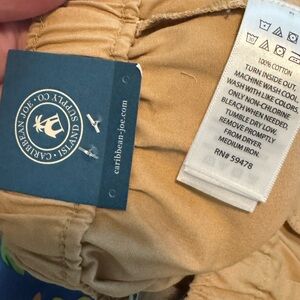 CARIBBEAN JOE
ISLAND SUPPLY CO.
caribbean-joe.com
100% COTTON
TURN INSIDE OUT,
MACHINE WASH COOL,
WASH WITH LIKE COLORS,
ONLY NON-CHLORINE
BLEACH WHEN NEEDED,
TUMBLE DRY LOW.
REMOVE PROMPTLY
FROM DRYER,
MEDIUM IRON.
RN# 59478